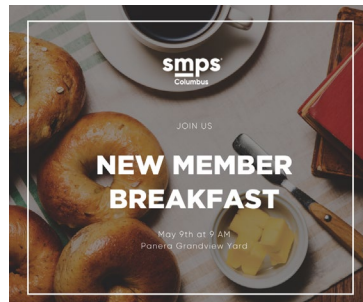 smps
Columbus
JOIN US
NEW MEMBER
BREAKFAST
May 9th at 9 AM
Panera Grandview Yard